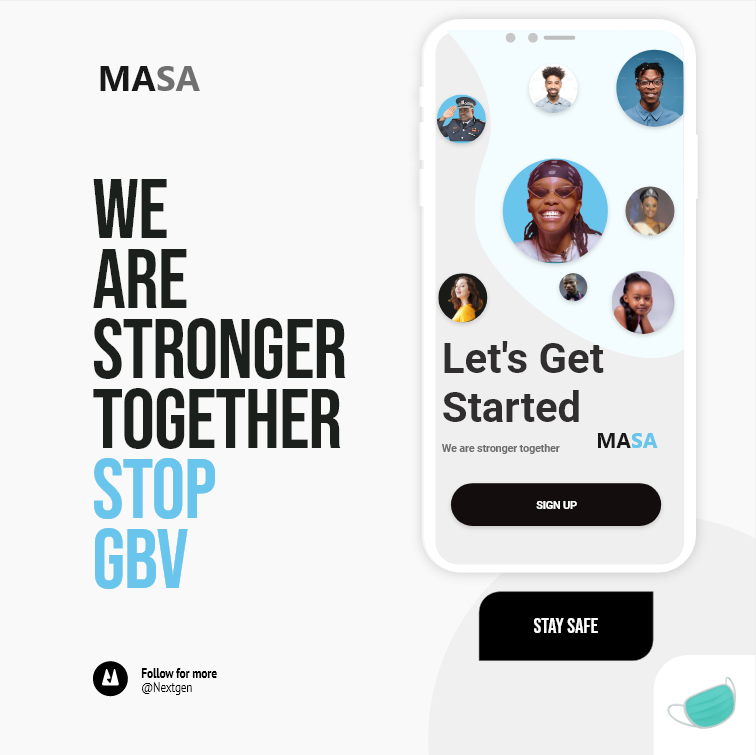 MASA
WE
ARE
STRONGER
TOGETHER
STOP
GBV
Follow for more
@Nextgen
Let's Get
Started
We are stronger together
MASA
SIGN UP
STAY SAFE